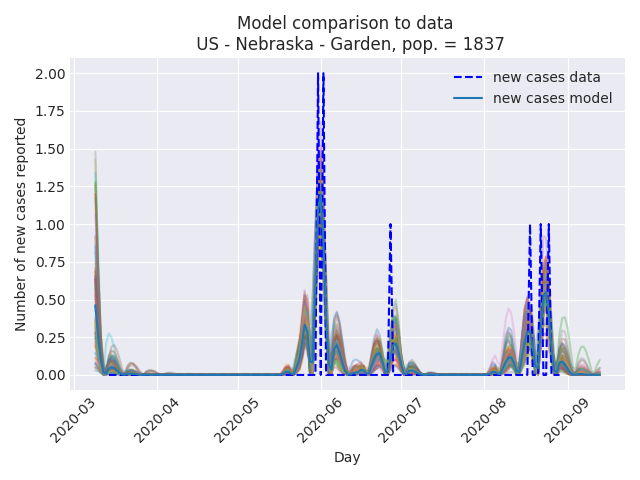 Model comparison to data
US - Nebraska - Garden, pop. = 1837
new cases data
new cases model
Number of new cases reported
2.00
1.75
1.50
1.25
1.00
0.75
0.50
0.25
0.00
2020-03
2020-04
2020-05
2020-06
2020-07
2020-08
2020-09
Day